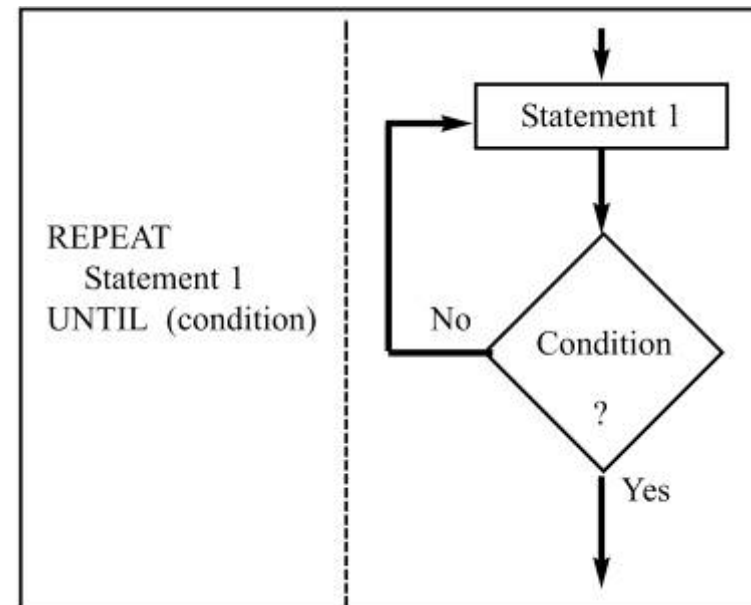 REPEAT
Statement 1
UNTIL (condition)
Statement 1
No
Condition
?
Yes